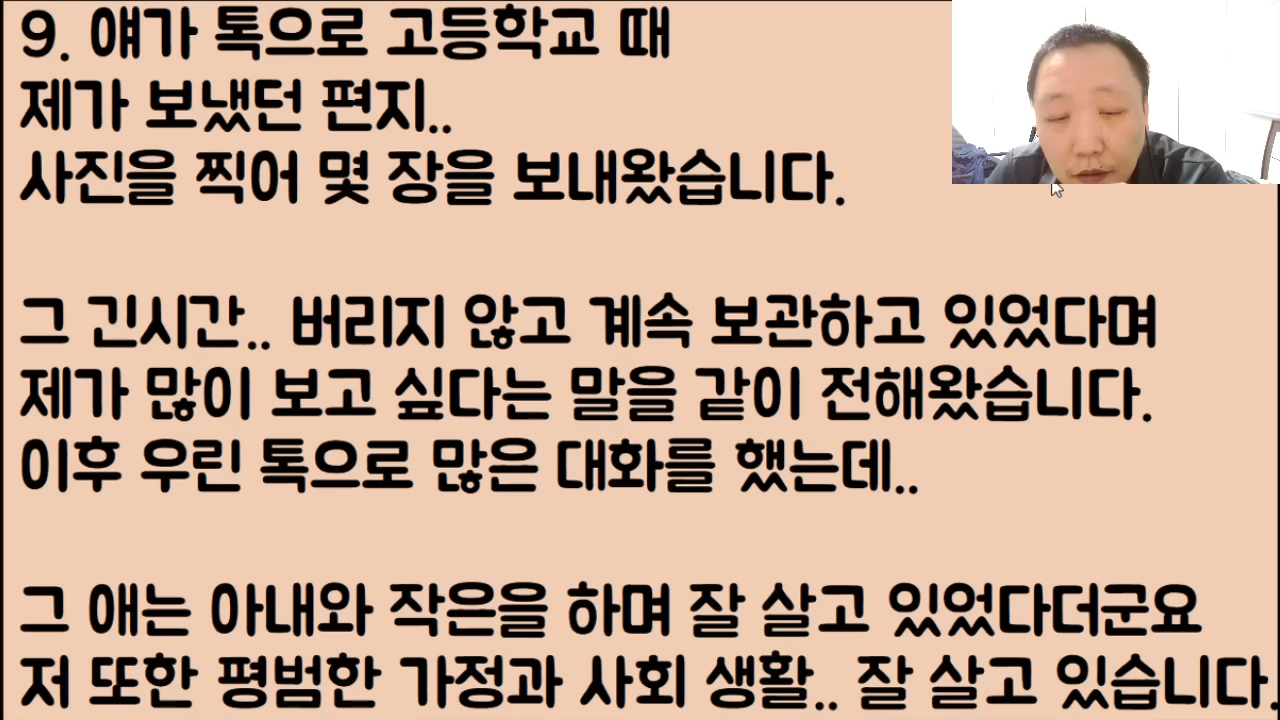 9. 얘가 톡으로 고등학교 때
제가 보냈던 편지..
사진을 찍어 몇 장을 보내왔습니다.
그 긴시간.. 버리지 않고 계속 보관하고 있었다며
제가 많이 보고 싶다는 말을 같이 전해왔습니다.
이후 우린 톡으로 많은 대화를 했는데..
그 애는 아내와 작은을 하며 잘 살고 있었다더군요
저 또한 평범한 가정과 사회 생활.. 잘 살고 있습니다.